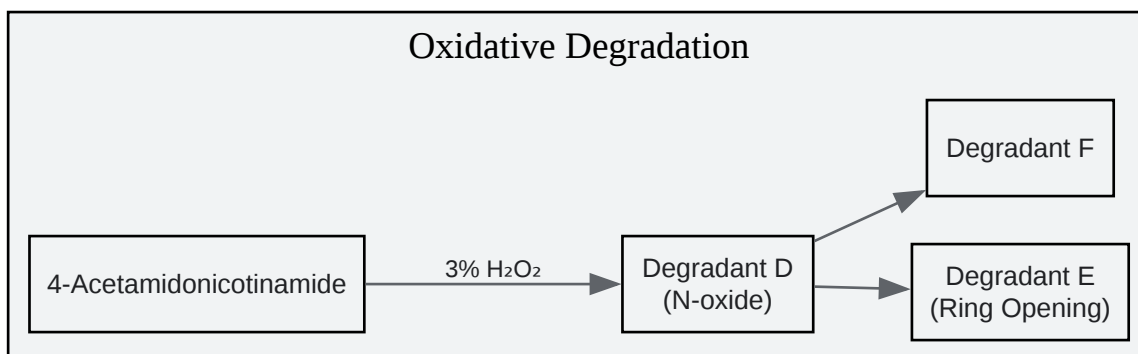 Oxidative Degradation
Degradant F
4-Acetamidonicotinamide
3% H₂O₂
Degradant D
(N-oxide)
Degradant E
(Ring Opening)